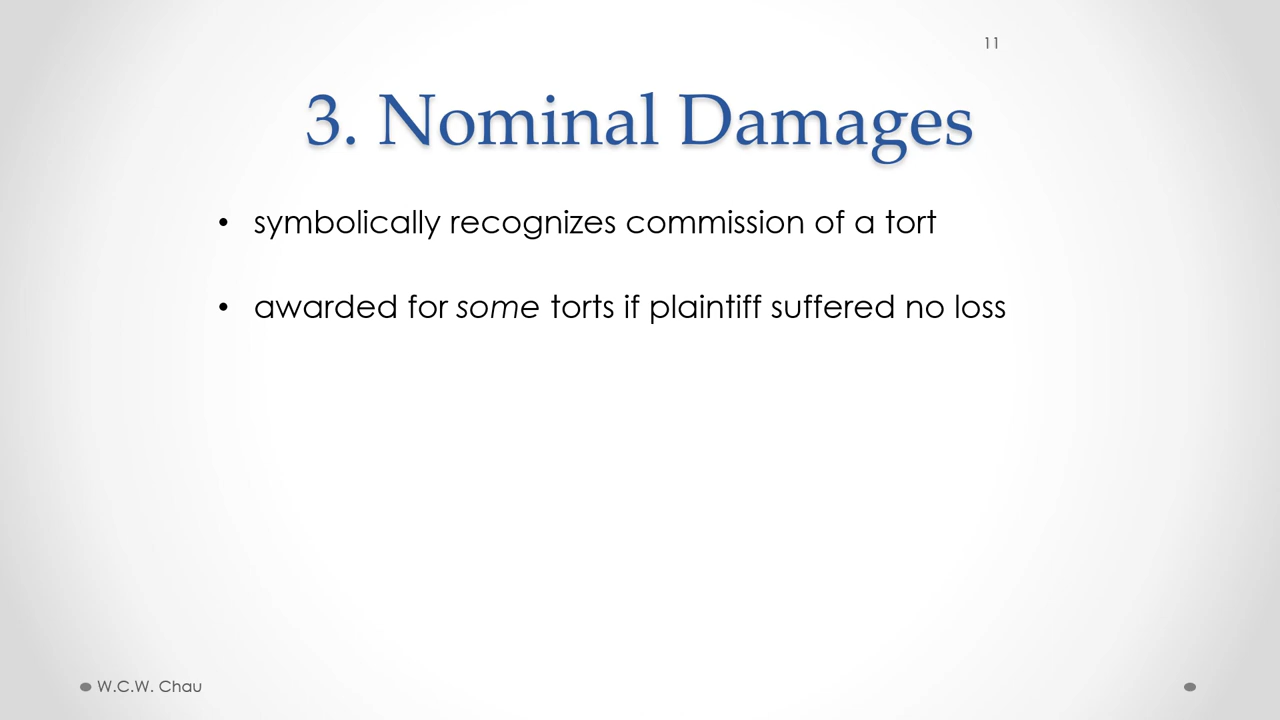 11
3. Nominal Damages
• symbolically recognizes commission of a tort
• awarded for some torts if plaintiff suffered no loss
W.C.W. Chau